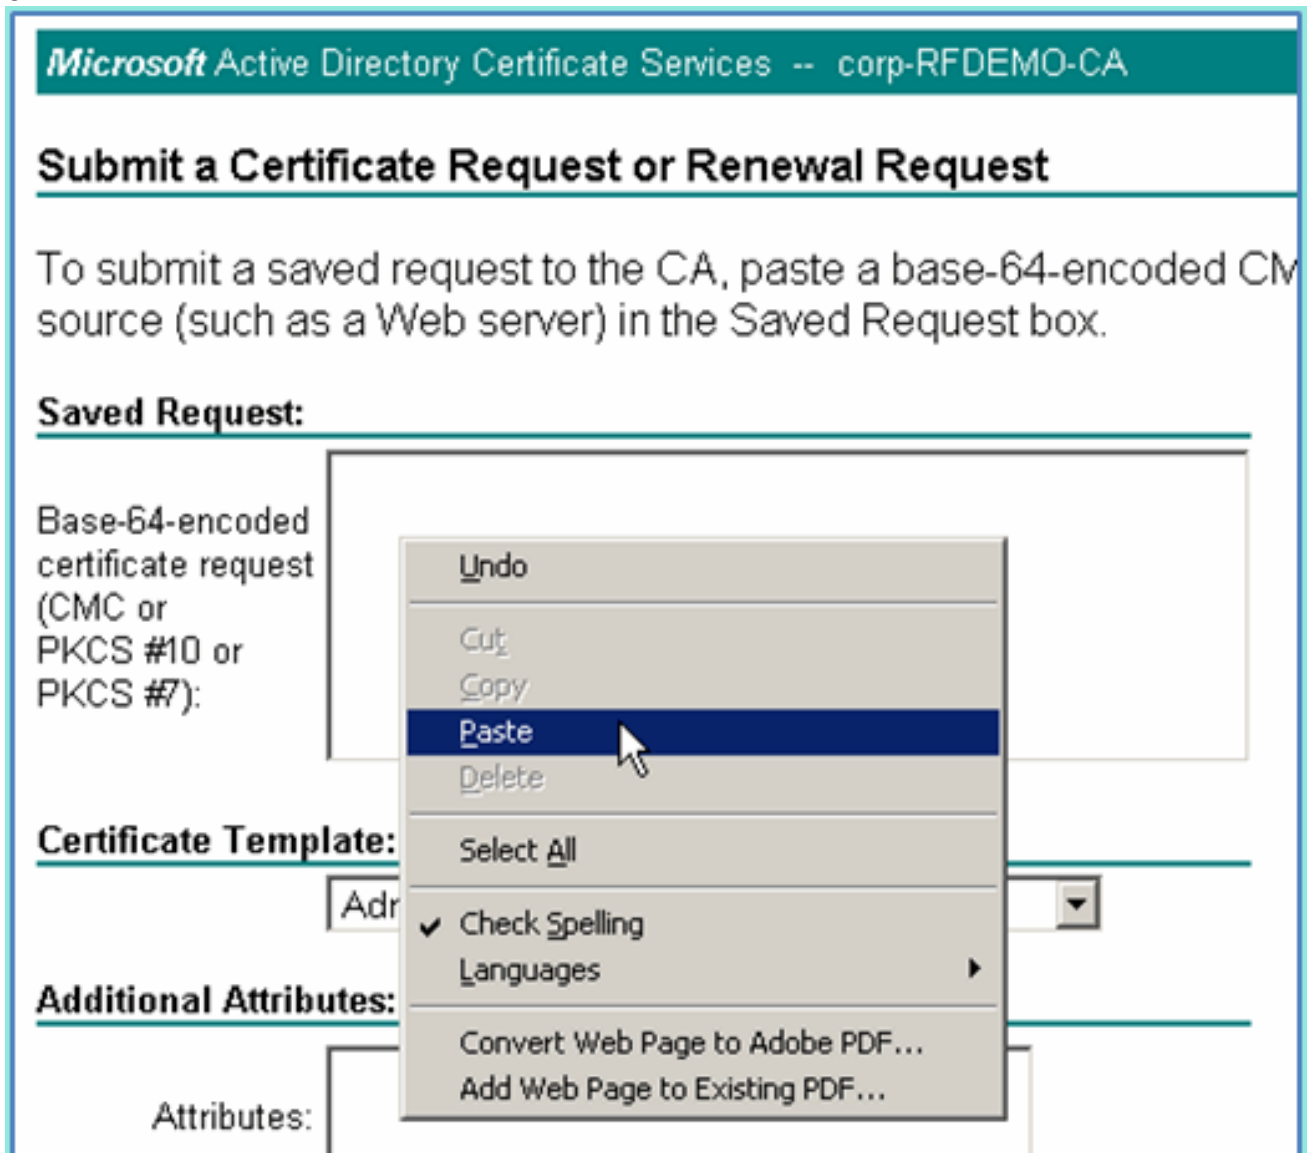 Microsoft Active Directory Certificate Services -- corp-RFDEMO-CA
Submit a Certificate Request or Renewal Request
To submit a saved request to the CA, paste a base-64-encoded
source (such as a Web server) in the Saved Request box.
Saved Request:
Base-64-encoded
certificate request
(CMC or
PKCS #10 or
PKCS #7):
Undo
Cut
Copy
Paste
Delete
Select All
Check Spelling
Languages
Convert Web Page to Adobe PDF...
Add Web Page to Existing PDF...
Certificate Template:
Additional Attributes:
Attributes: